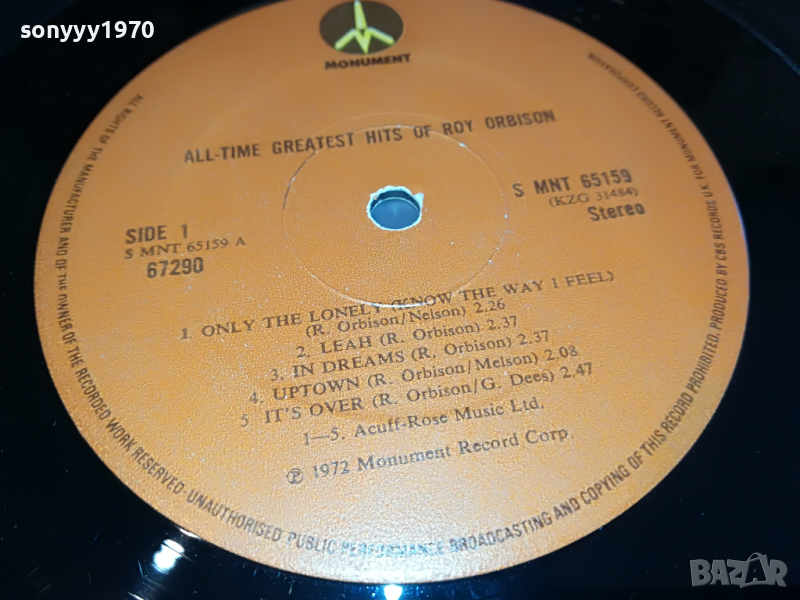 sonyyy1970
MONUMENT
ALL-TIME GREATEST HITS OF ROY ORBISON
S MNT 65159
(KZG 31484)
Stereo
SIDE 1
S MNT 65159 A
67290
1. ONLY THE LONELY (KNOW THE WAY I FEEL)
(R. Orbison/Nelson) 2.26
2. LEAH (R. Orbison) 2.37
3. IN DREAMS (R. Orbison) 2.37
4. UPTOWN (R. Orbison/Melson) 2.08
5. IT'S OVER (R. Orbison/G. Dees) 2.47
1—5. Acuff-Rose Music Ltd.
℗ 1972 Monument Record Corp.
ALL RIGHTS OF THE MANUFACTURER AND OF THE OWNER OF THE RECORDED WORK RESERVED-UNAUTHORISED PUBLIC PERFORMANCE BROADCASTING AND COPYING OF THIS RECORD PROHIBITED. PRODUCED BY CBS RECORDS U.K. FOR MONUMENT RECORD CORPORATION
BAZAR